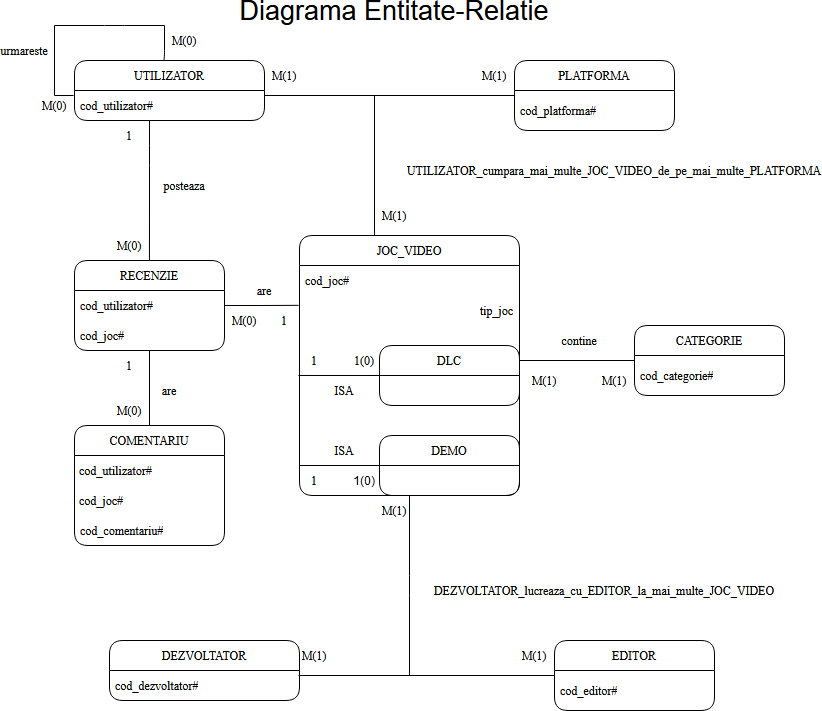 Diagrama Entitate-Relatie
M(0)
urmareste
UTILIZATOR
M(1)
M(1)
PLATFORMA
M(0)
cod_utilizator#
cod_platforma#
1
posteaza
UTILIZATOR_cumpara_mai_multe_JOC_VIDEO_de_pe_mai_multe_PLATFORMA
M(1)
M(0)
JOC_VIDEO
RECENZIE
cod_joc#
are
cod_utilizator#
tip_joc
M(0)
1
cod_joc#
contine
CATEGORIE
1
1
1(0)
DLC
M(1)
M(1)
cod_categorie#
are
ISA
M(0)
COMENTARIU
ISA
DEMO
cod_utilizator#
1
1(0)
cod_joc#
M(1)
cod_comentariu#
DEZVOLTATOR_lucreaza_cu_EDITOR_la_mai_multe_JOC_VIDEO
DEZVOLTATOR
M(1)
M(1)
EDITOR
cod_dezvoltator#
cod_editor#